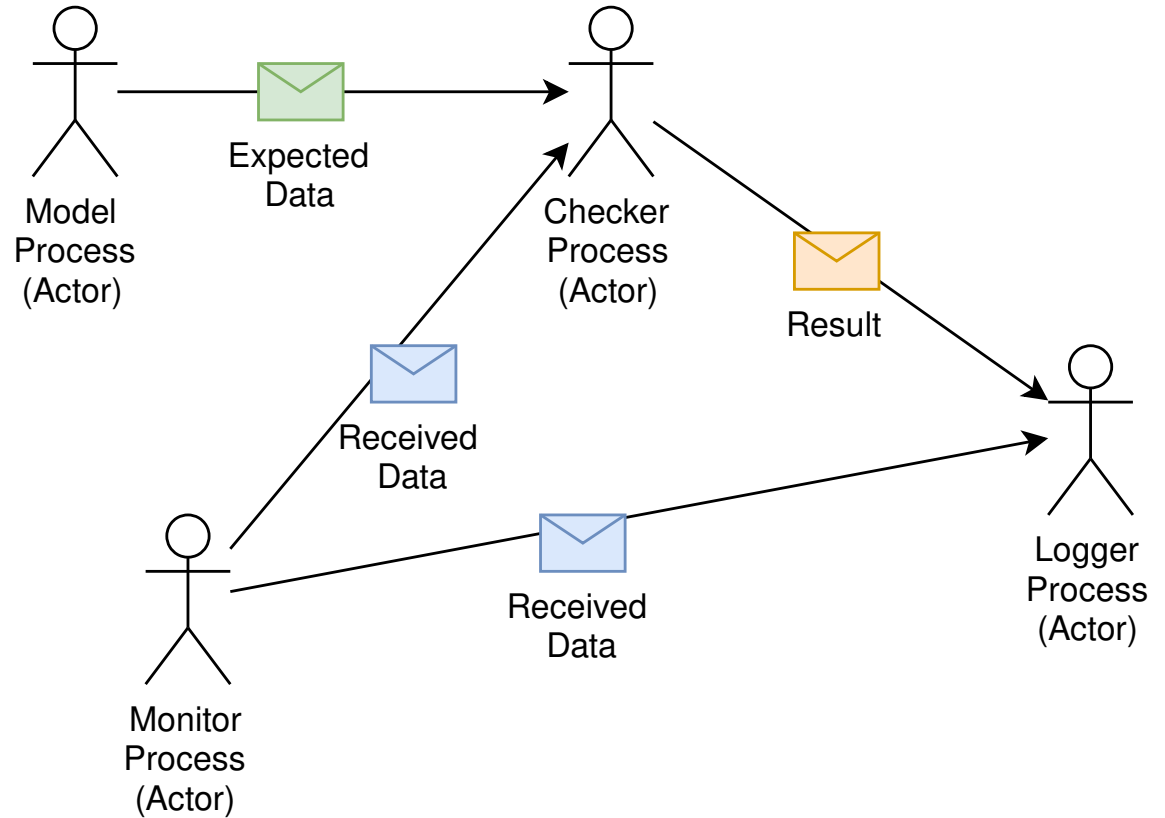 Expected
Data
Model
Process
(Actor)
Checker
Process
(Actor)
Result
Received
Data
Logger
Process
(Actor)
Received
Data
Monitor
Process
(Actor)